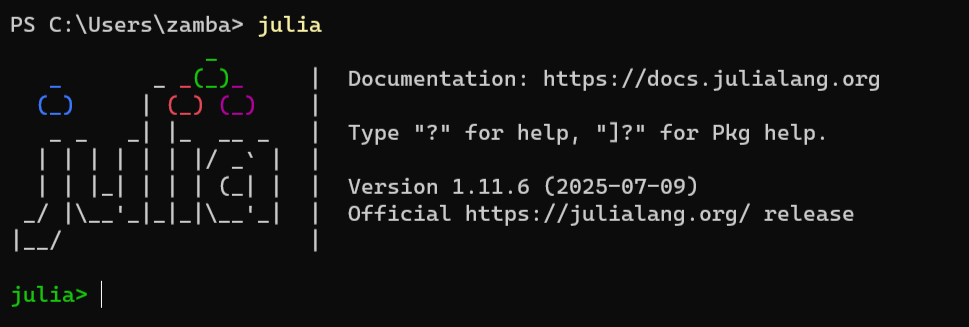 PS C:\Users\zamba> julia
               _
   _       _ _(_)_     |  Documentation: https://docs.julialang.org
  (_)     | (_) (_)    |
   _ _   _| |_  __ _   |  Type "?" for help, "]?" for Pkg help.
  | | | | | | |/ _` |  |
  | | |_| | | | (_| |  |  Version 1.11.6 (2025-07-09)
 _/ |\__'_|_|_|\__'_|  |  Official https://julialang.org/ release
|__/                   |
julia>